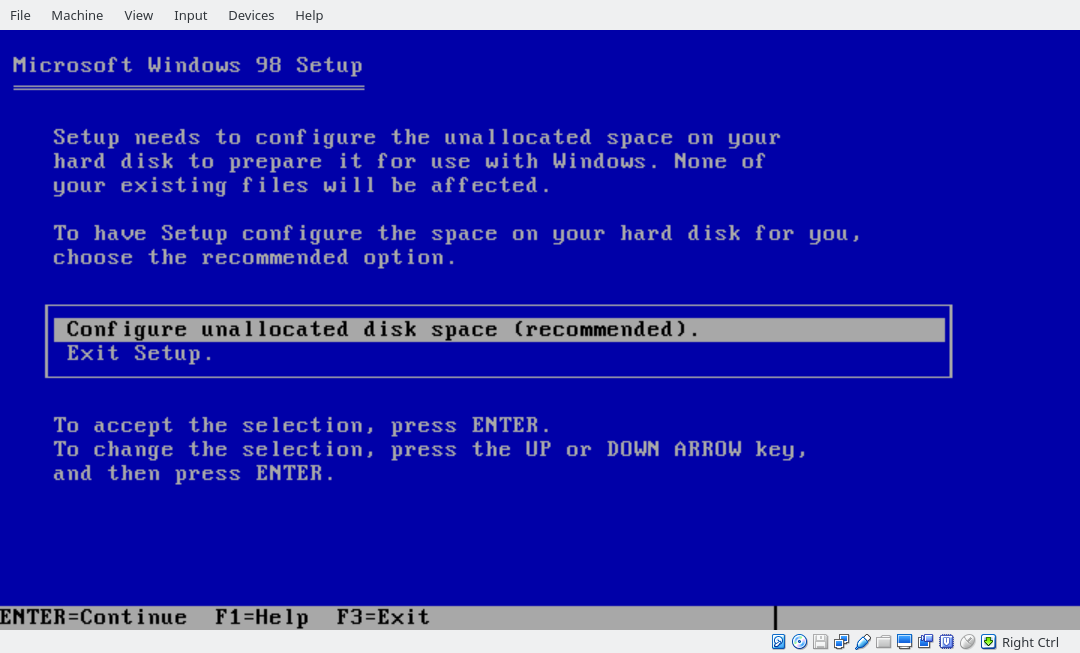 File Machine View Input Devices Help
Microsoft Windows 98 Setup
Setup needs to configure the unallocated space on your
hard disk to prepare it for use with Windows. None of
your existing files will be affected.
To have Setup configure the space on your hard disk for you,
choose the recommended option.
Configure unallocated disk space (recommended).
Exit Setup.
To accept the selection, press ENTER.
To change the selection, press the UP or DOWN ARROW key,
and then press ENTER.
ENTER=Continue F1=Help F3=Exit
Right Ctrl